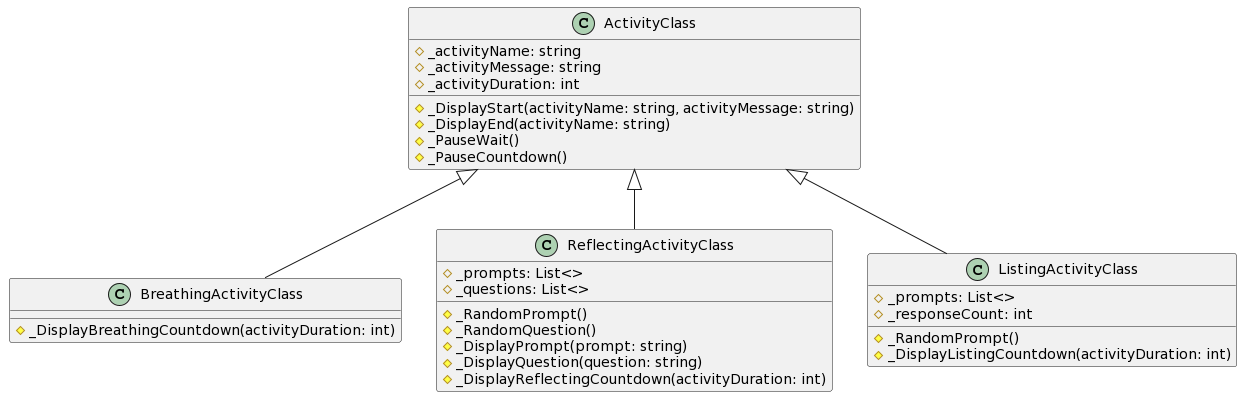 C ActivityClass
_activityName: string
_activityMessage: string
_activityDuration: int
_DisplayStart(activityName: string, activityMessage: string)
_DisplayEnd(activityName: string)
_PauseWait()
_PauseCountdown()
C BreathingActivityClass
_DisplayBreathingCountdown(activityDuration: int)
C ReflectingActivityClass
_prompts: List<>
_questions: List<>
_RandomPrompt()
_RandomQuestion()
_DisplayPrompt(prompt: string)
_DisplayQuestion(question: string)
_DisplayReflectingCountdown(activityDuration: int)
C ListingActivityClass
_prompts: List<>
_responseCount: int
_RandomPrompt()
_DisplayListingCountdown(activityDuration: int)